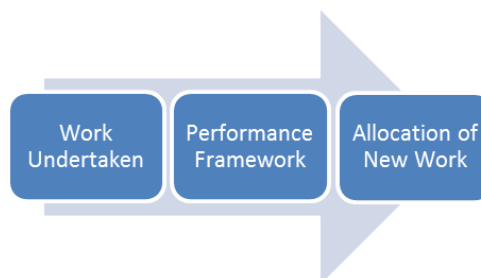 Work
Undertaken
Performance
Framework
Allocation of
New Work